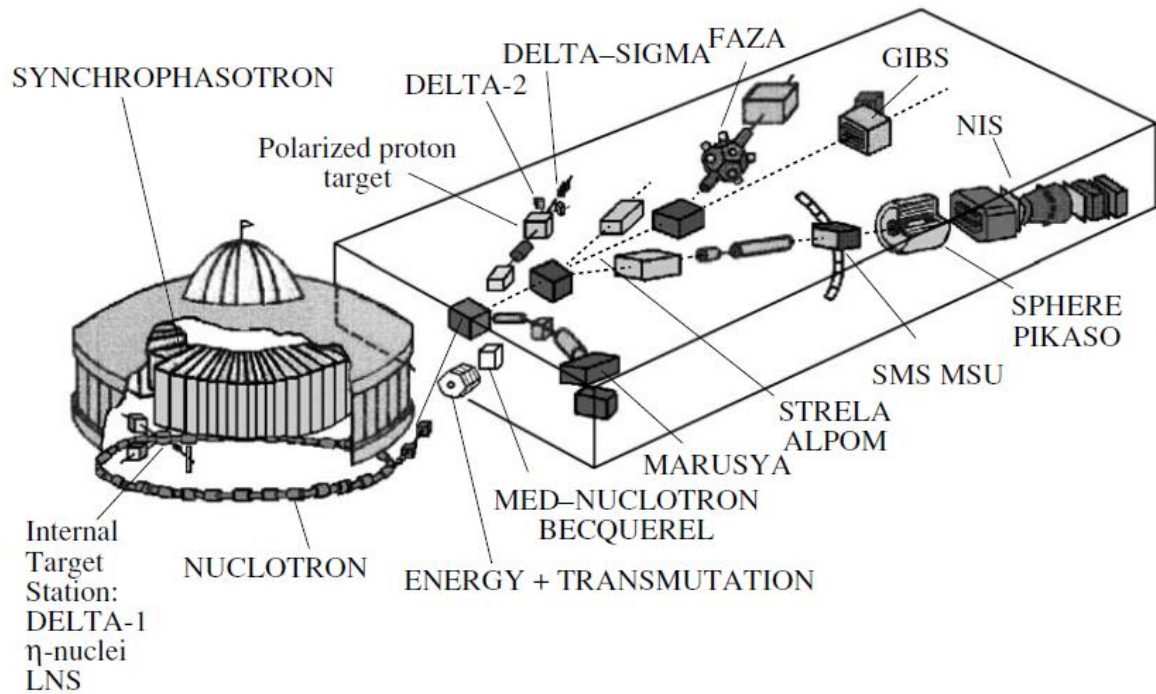 SYNCHROPHASOTRON
DELTA-2
DELTA–SIGMA
FAZA
GIBS
NIS
Polarized proton
target
SPHERE
PIKASO
SMS MSU
STRELA
ALPOM
MARUSYA
MED–NUCLOTRON
BECQUEREL
ENERGY + TRANSMUTATION
NUCLOTRON
Internal
Target
Station:
DELTA-1
η-nuclei
LNS